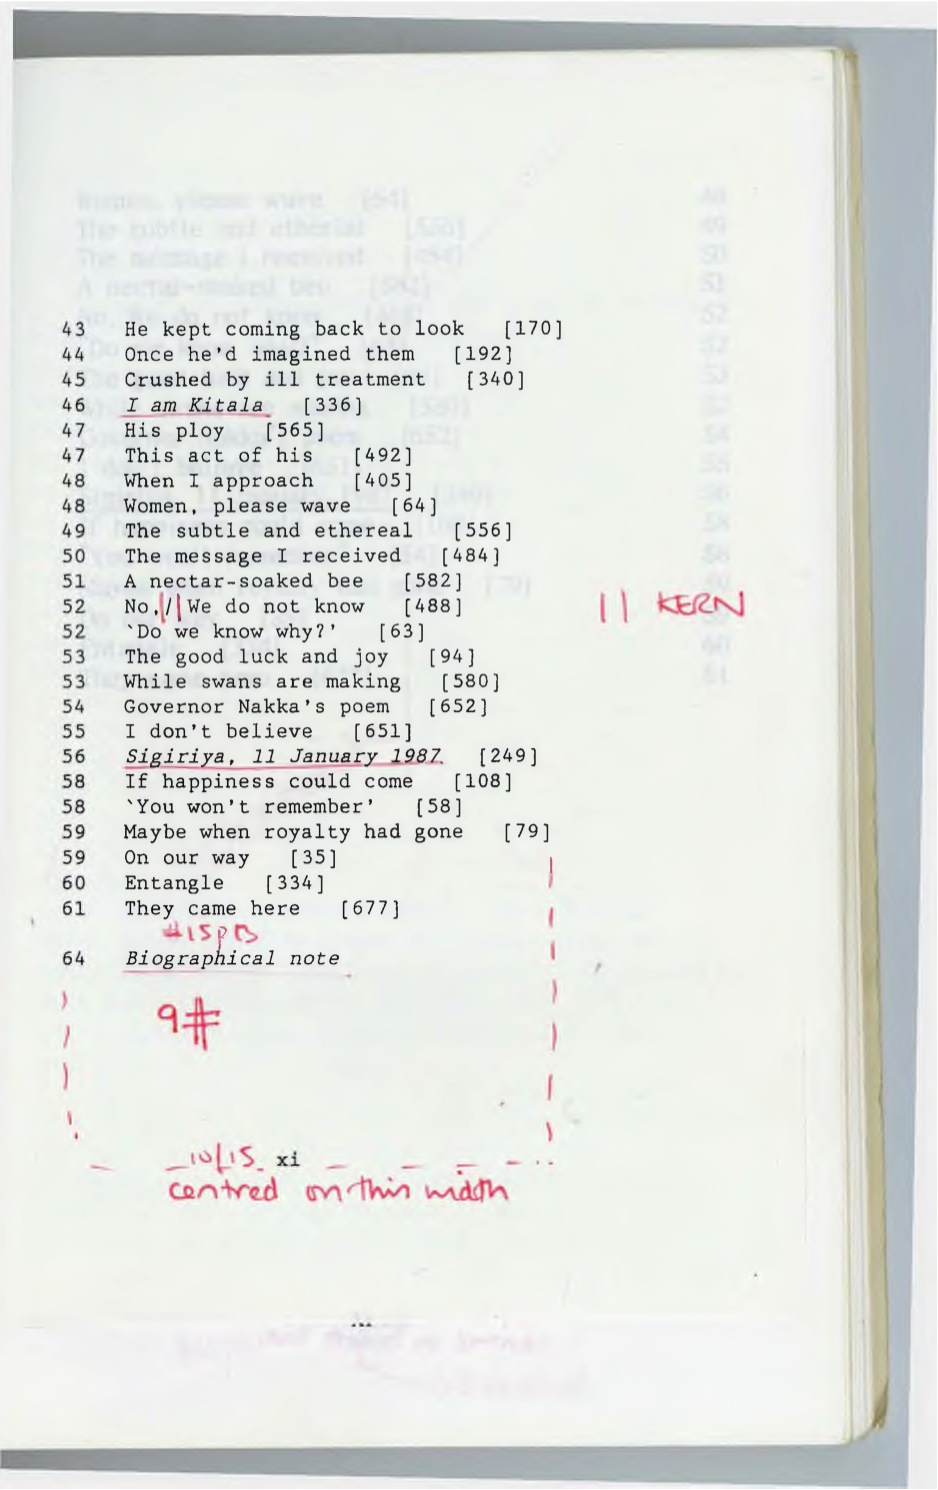 43 He kept coming back to look [170]
44 Once he'd imagined them [192]
45 Crushed by ill treatment [340]
46 I am Kitala [336]
47 His ploy [565]
47 This act of his [492]
48 When I approach [405]
48 Women, please wave [64]
49 The subtle and ethereal [556]
50 The message I received [484]
51 A nectar-soaked bee [582]
52 No,|/|We do not know [488] || KERN
52 `Do we know why?' [63]
53 The good luck and joy [94]
53 While swans are making [580]
54 Governor Nakka's poem [652]
55 I don't believe [651]
56 Sigiriya, 11 January 1987. [249]
58 If happiness could come [108]
58 `You won't remember' [58]
59 Maybe when royalty had gone [79]
59 On our way [35]
60 Entangle [334]
61 They came here [677]
#15pts
64 Biographical note
9#
10/15 xi
centred on this width